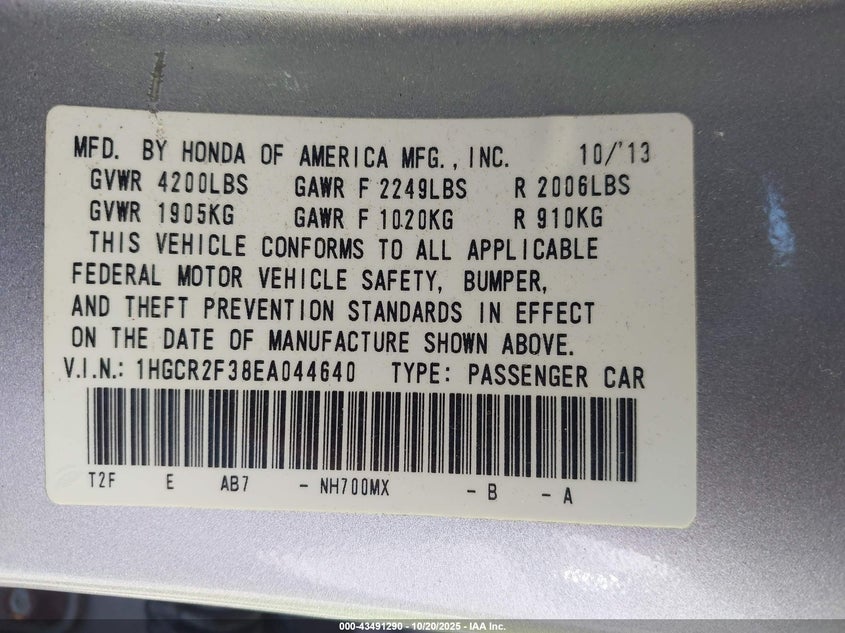 MFD. BY HONDA OF AMERICA MFG., INC. 10/'13
GVWR 4200LBS GAWR F 2249LBS R 2006LBS
GVWR 1905KG GAWR F 1020KG R 910KG
THIS VEHICLE CONFORMS TO ALL APPLICABLE
FEDERAL MOTOR VEHICLE SAFETY, BUMPER,
AND THEFT PREVENTION STANDARDS IN EFFECT
ON THE DATE OF MANUFACTURE SHOWN ABOVE.
V.I.N.: 1HGCR2F38EA044640 TYPE: PASSENGER CAR
T2F E AB7 - NH700MX - B - A
000-43491290 - 10/20/2025 - IAA Inc.